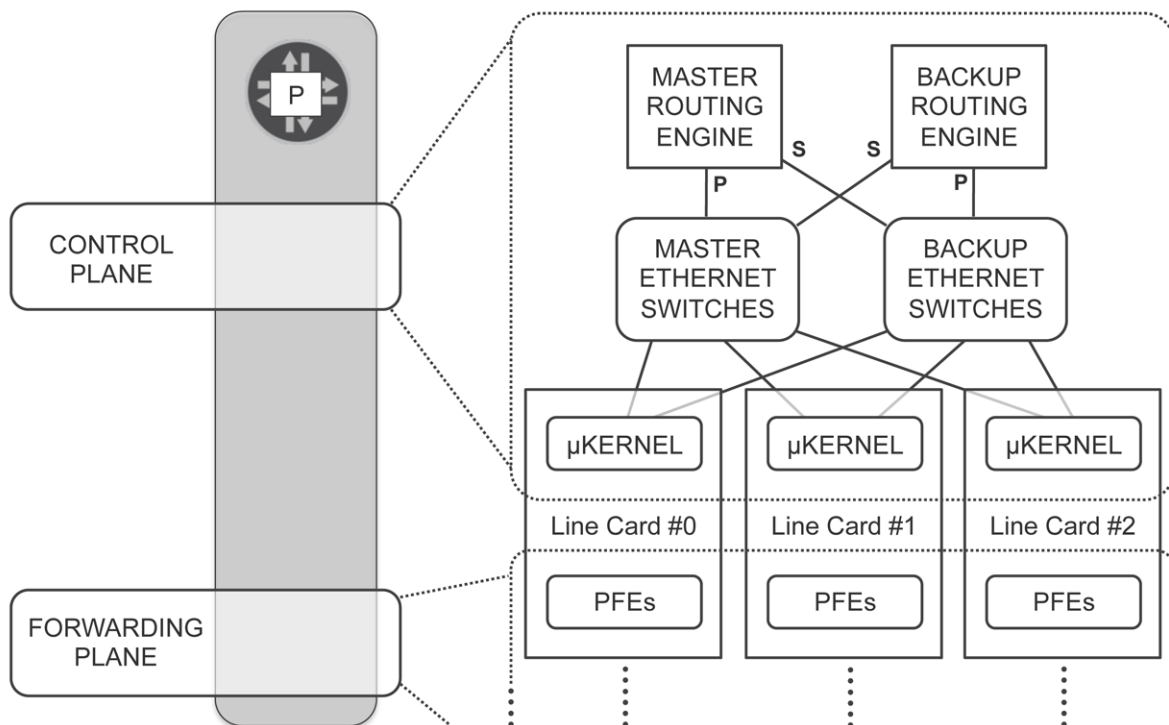 P
CONTROL
PLANE
FORWARDING
PLANE
MASTER
ROUTING
ENGINE
BACKUP
ROUTING
ENGINE
S
S
P
P
MASTER
ETHERNET
SWITCHES
BACKUP
ETHERNET
SWITCHES
µKERNEL
µKERNEL
µKERNEL
Line Card #0
Line Card #1
Line Card #2
PFEs
PFEs
PFEs